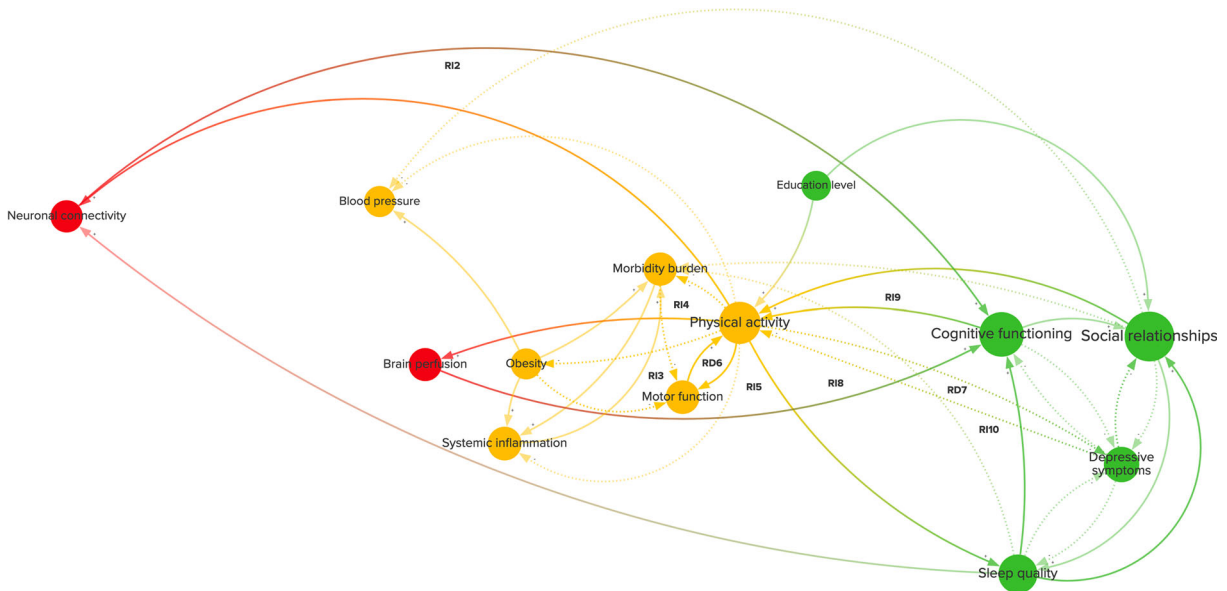 RI2
Education level
Blood pressure
Neuronal connectivity
Morbidity burden
RI4
RI9
Physical activity
Cognitive functioning
Social relationships
Brain perfusion
Obesity
RI3
RD6
RI5
RI8
RD7
Motor function
RI10
Systemic inflammation
Depressive
symptoms
Sleep quality